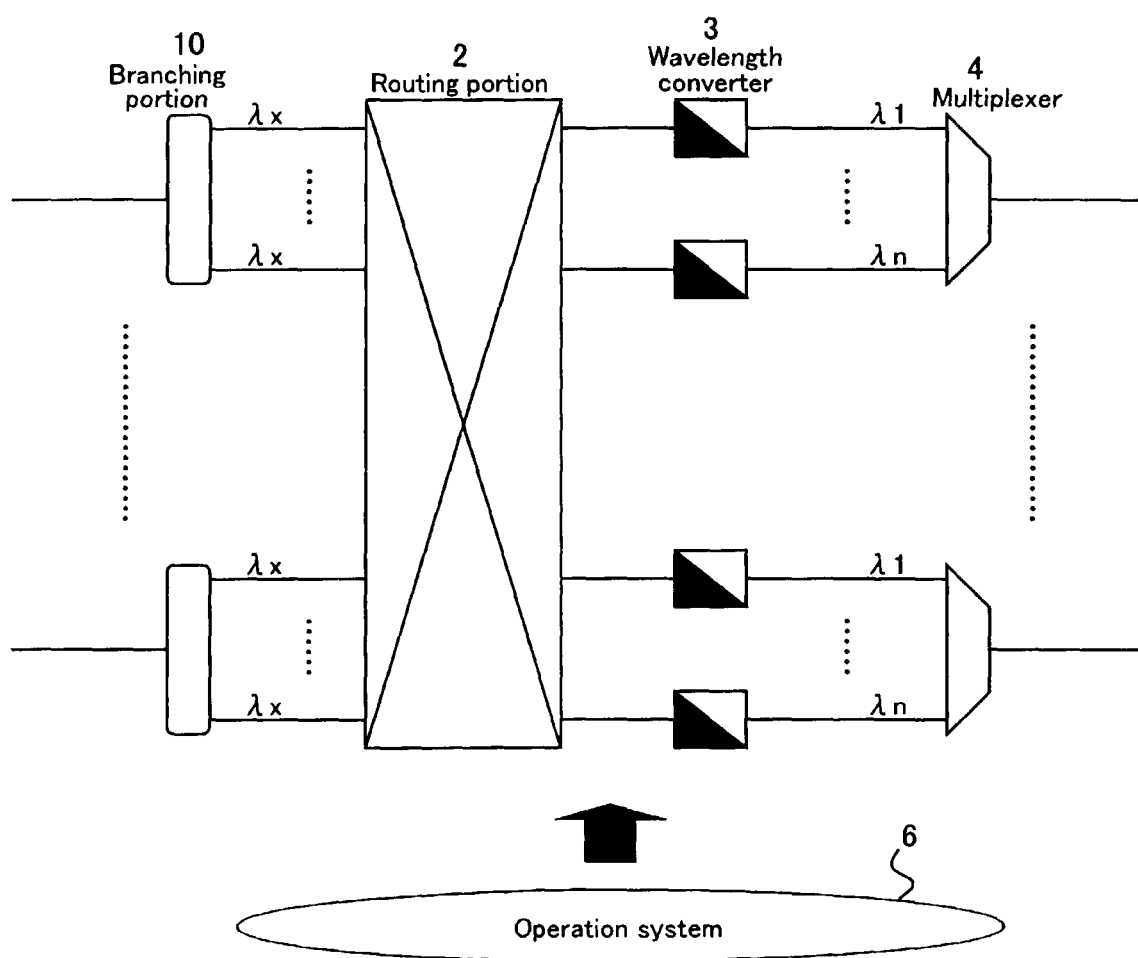 10
Branching
portion
2
Routing portion
3
Wavelength
converter
4
Multiplexer
λx
λ1
λx
λn
λx
λ1
λx
λn
6
Operation system